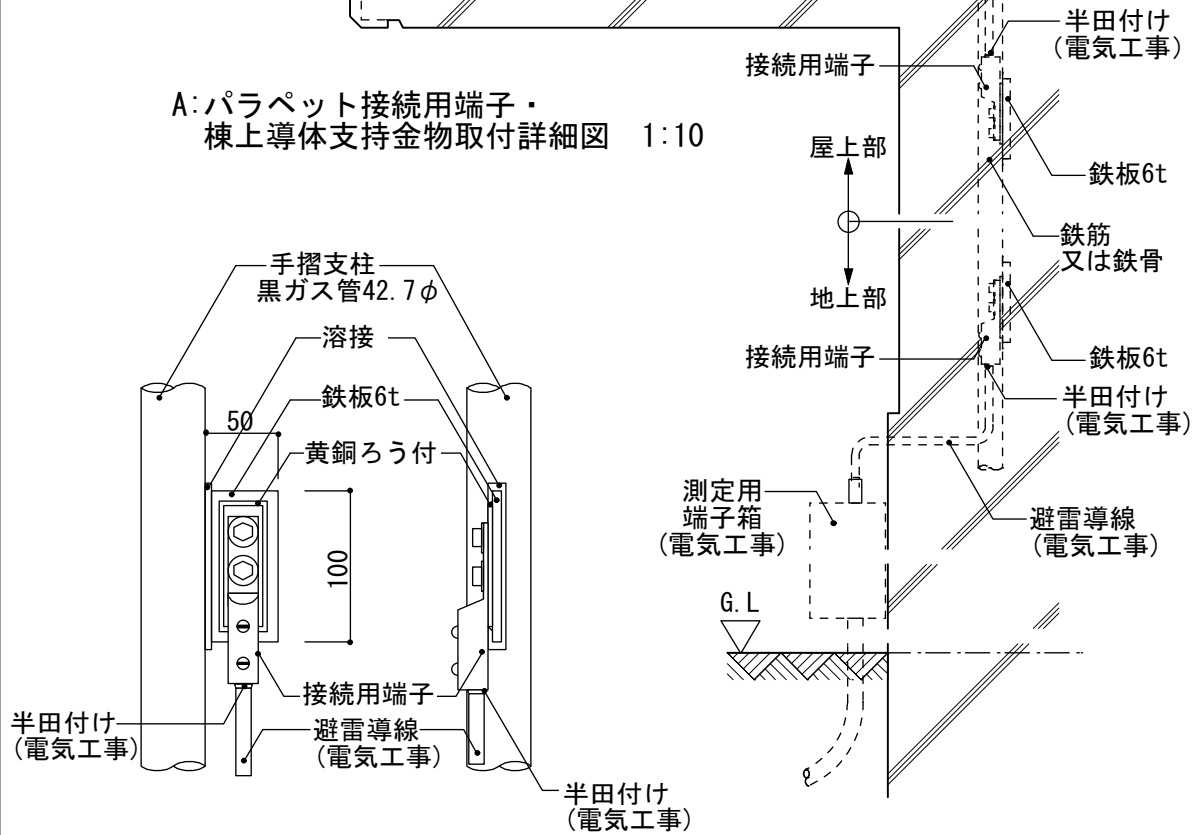 A:パラペット接続用端子・
棟上導体支持金物取付詳細図 1:10
手摺支柱
黒ガス管42.7φ
溶接
鉄板6t
50
黄銅ろう付
100
接続用端子
半田付け
(電気工事)
避雷導線
(電気工事)
半田付け
(電気工事)
半田付け
(電気工事)
接続用端子
屋上部
鉄板6t
鉄筋
又は鉄骨
地上部
接続用端子
鉄板6t
半田付け
(電気工事)
測定用
端子箱
(電気工事)
避雷導線
(電気工事)
G.L